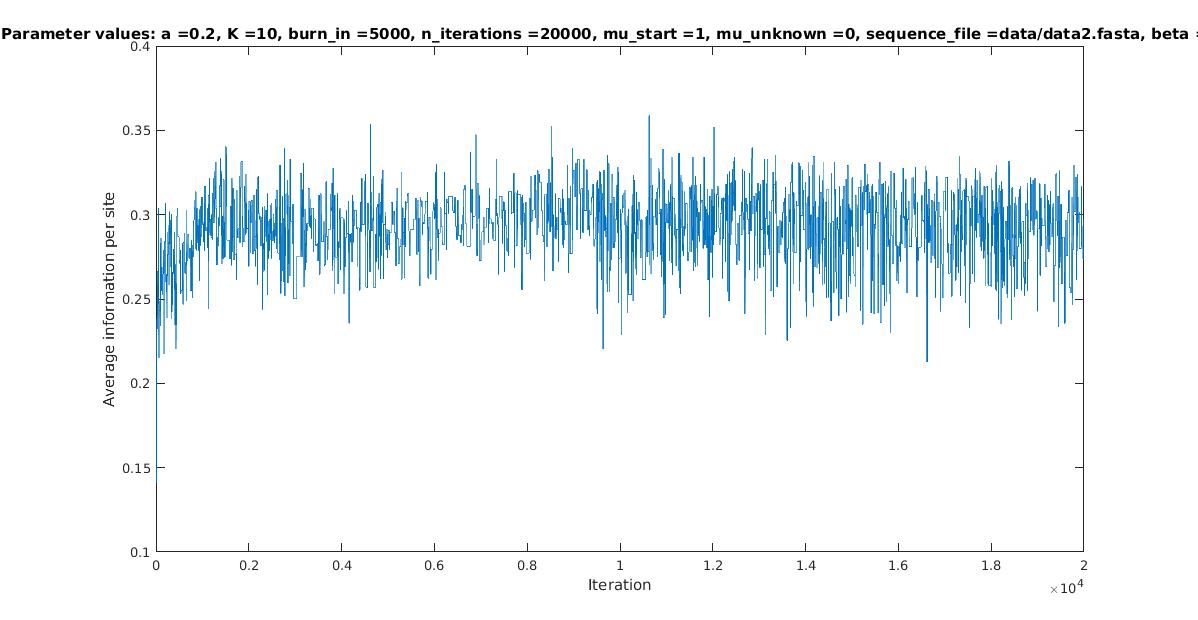 Parameter values: a =0.2, K =10, burn_in =5000, n_iterations =20000, mu_start =1, mu_unknown =0, sequence_file =data/data2.fasta, beta =
0.4
0.35
0.3
0.25
0.2
0.15
0.1
Average information per site
0 0.2 0.4 0.6 0.8 1 1.2 1.4 1.6 1.8 2
Iteration
×10⁴